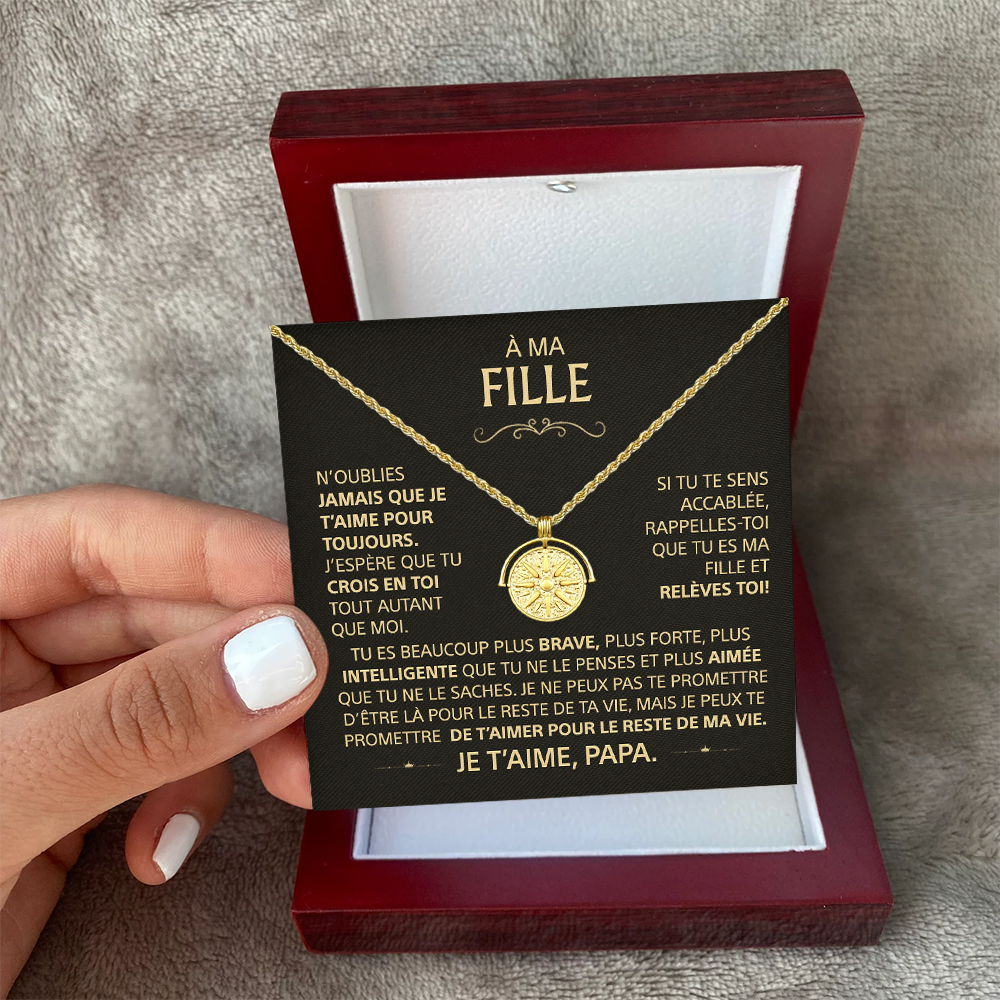 À MA
FILLE
N'OUBLIES
JAMAIS QUE JE
T'AIME POUR
TOUJOURS.
J'ESPÈRE QUE TU
CROIS EN TOI
TOUT AUTANT
QUE MOI.
SI TU TE SENS
ACCABLÉE,
RAPPELLES-TOI
QUE TU ES MA
FILLE ET
RELÈVES TOI!
TU ES BEAUCOUP PLUS BRAVE, PLUS FORTE, PLUS
INTELLIGENTE QUE TU NE LE PENSES ET PLUS AIMÉE
QUE TU NE LE SACHES. JE NE PEUX PAS TE PROMETTRE
D'ÊTRE LÀ POUR LE RESTE DE TA VIE, MAIS JE PEUX TE
PROMETTRE DE T'AIMER POUR LE RESTE DE MA VIE.
JE T'AIME, PAPA.